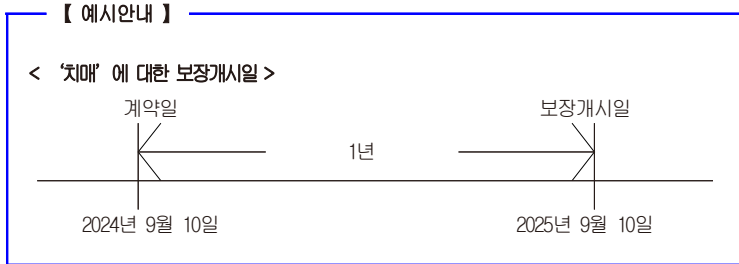 【 예시안내 】
< ‘치매’ 에 대한 보장개시일 >
계약일 보장개시일
1년
2024년 9월 10일 2025년 9월 10일